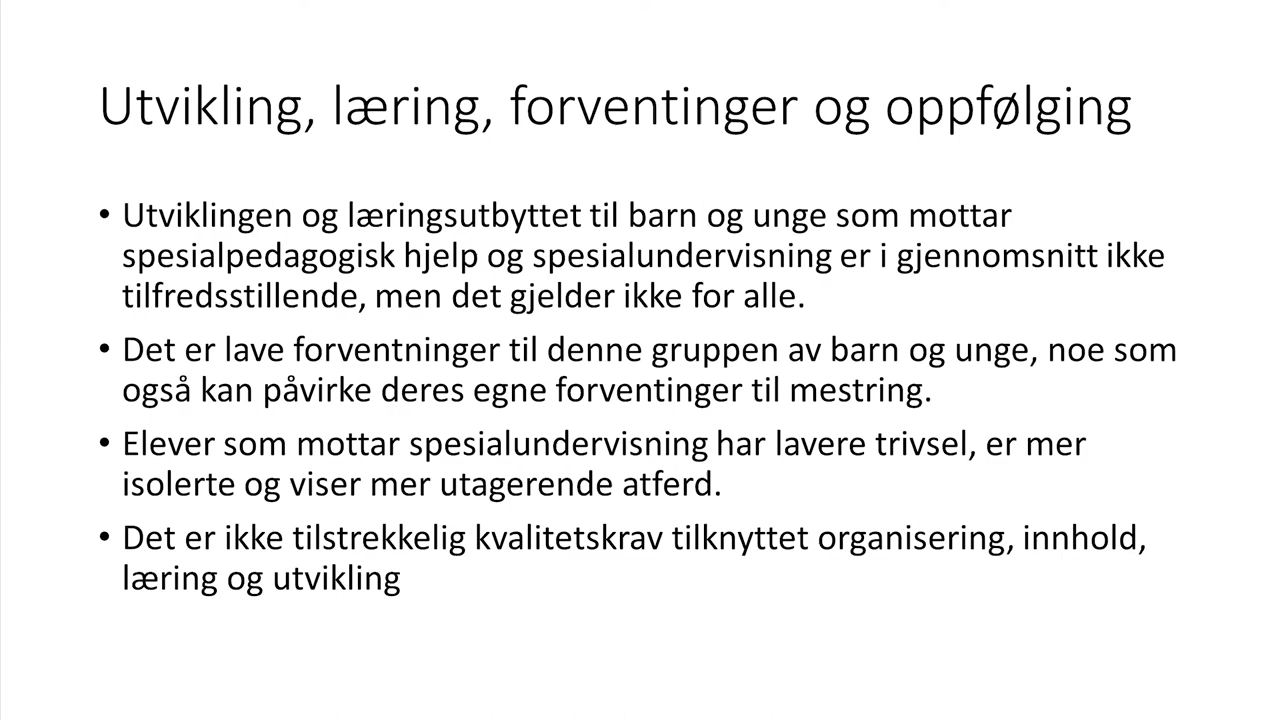 Utvikling, læring, forventinger og oppfølging
• Utviklingen og læringsutbyttet til barn og unge som mottar
spesialpedagogisk hjelp og spesialundervisning er i gjennomsnitt ikke
tilfredsstillende, men det gjelder ikke for alle.
• Det er lave forventninger til denne gruppen av barn og unge, noe som
også kan påvirke deres egne forventinger til mestring.
• Elever som mottar spesialundervisning har lavere trivsel, er mer
isolerte og viser mer utagerende atferd.
• Det er ikke tilstrekkelig kvalitetskrav tilknyttet organisering, innhold,
læring og utvikling